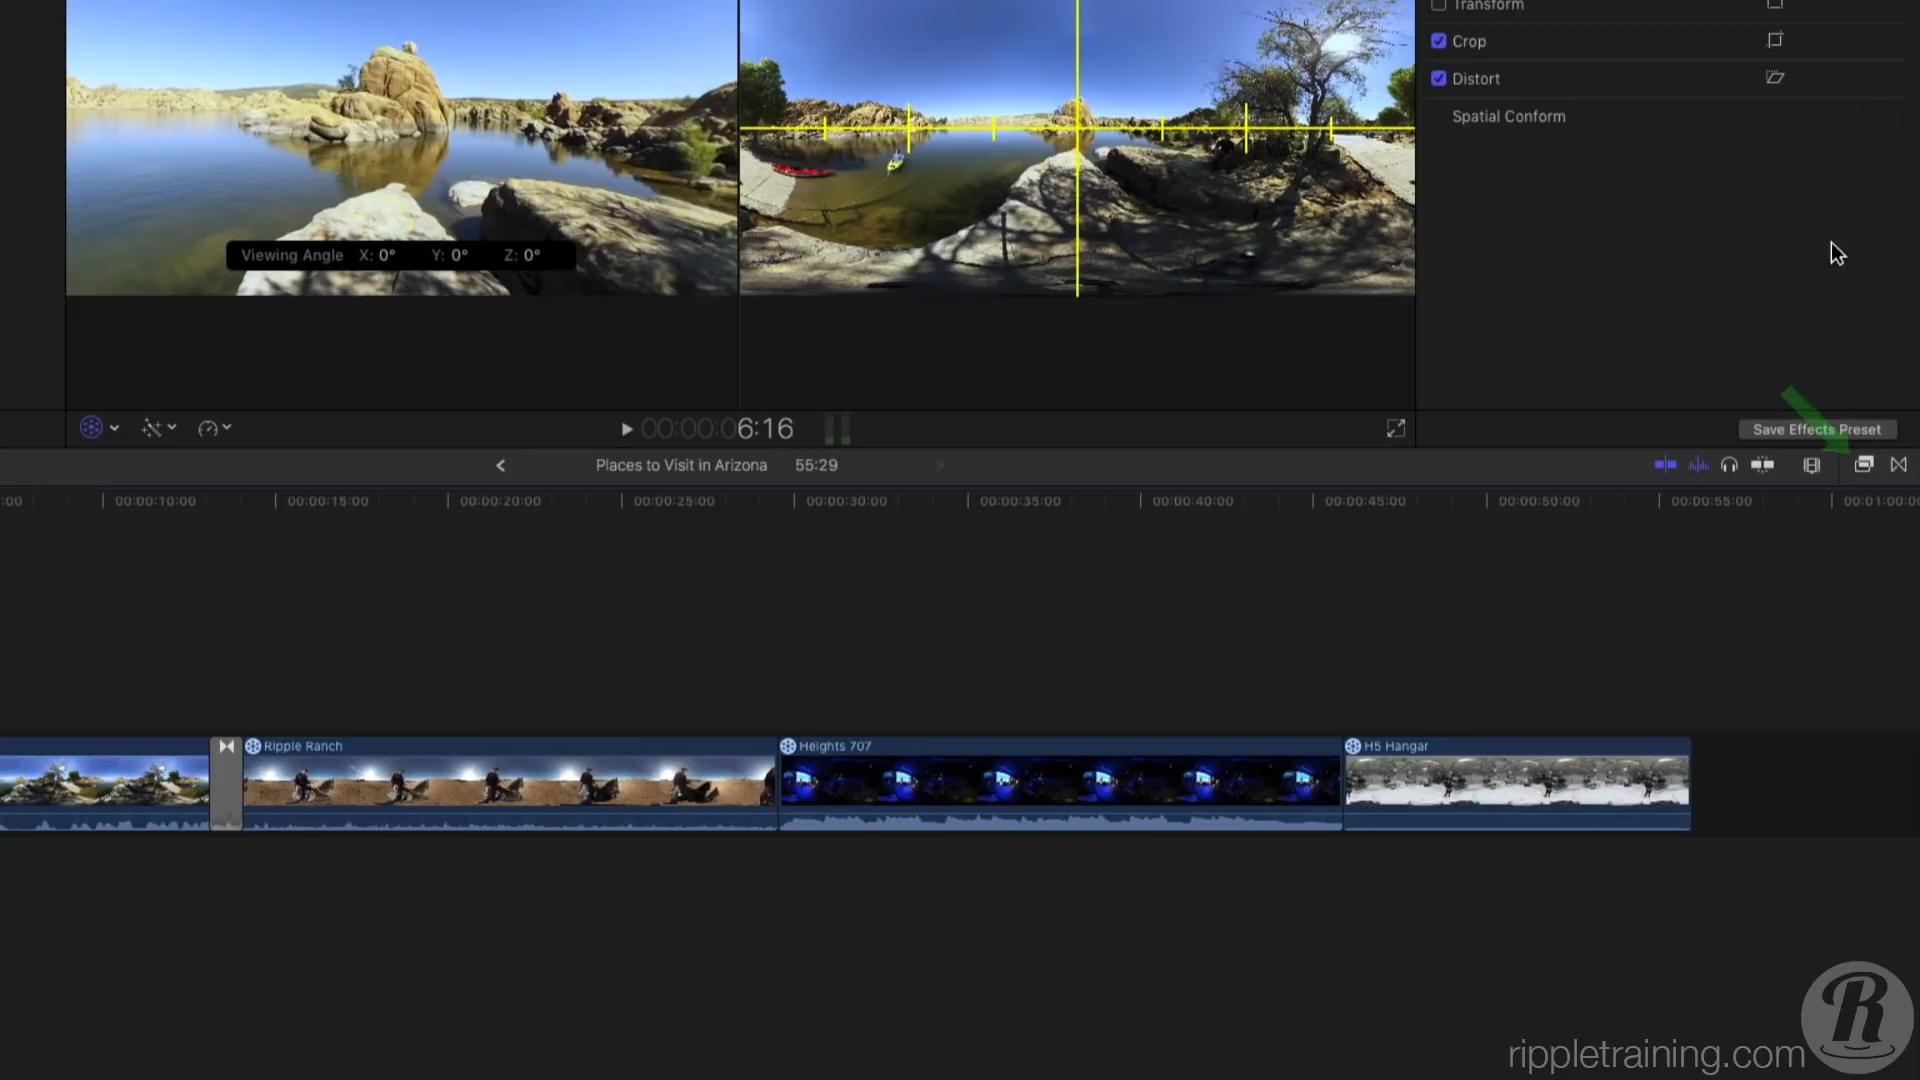 Transform
Crop
Distort
Spatial Conform
Viewing Angle X: 0° Y: 0° Z: 0°
00:00:06:16
Save Effects Preset
Places to Visit in Arizona 55:29
:00 00:00:10:00 00:00:15:00 00:00:20:00 00:00:25:00 00:00:30:00 00:00:35:00 00:00:40:00 00:00:45:00 00:00:50:00 00:00:55:00 00:01:00:00
Ripple Ranch
Heights 707
H5 Hangar
R
rippletraining.com